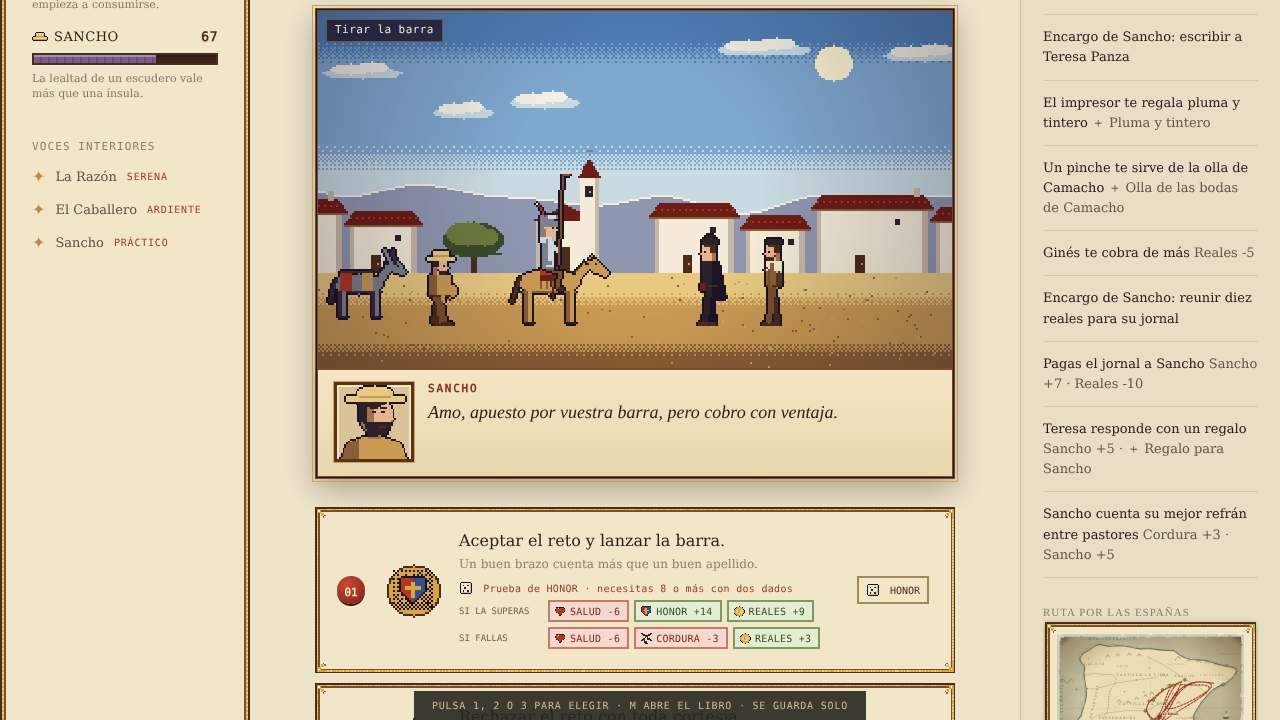 empieza a consumirse.
SANCHO 67
La lealtad de un escudero vale
más que una ínsula.
VOCES INTERIORES
La Razón SERENA
El Caballero ARDIENTE
Sancho PRÁCTICO
Tirar la barra
SANCHO
Amo, apuesto por vuestra barra, pero cobro con ventaja.
01
Aceptar el reto y lanzar la barra.
Un buen brazo cuenta más que un buen apellido.
Prueba de HONOR · necesitas 8 o más con dos dados
HONOR
SI LA SUPERAS SALUD -6 HONOR +14 REALES +9
SI FALLAS SALUD -6 CORDURA -3 REALES +3
Rechazar el reto con toda cortesía.
PULSA 1, 2 O 3 PARA ELEGIR · M ABRE EL LIBRO · SE GUARDA SOLO
Encargo de Sancho: escribir a
Teresa Panza
El impresor te regala pluma y
tintero + Pluma y tintero
Un pinche te sirve de la olla de
Camacho + Olla de las bodas
de Camacho
Ginés te cobra de más Reales -5
Encargo de Sancho: reunir diez
reales para su jornal
Pagas el jornal a Sancho Sancho
+7 · Reales -10
Teresa responde con un regalo
Sancho +5 · + Regalo para
Sancho
Sancho cuenta su mejor refrán
entre pastores Cordura +3 ·
Sancho +5
RUTA POR LAS ESPAÑAS